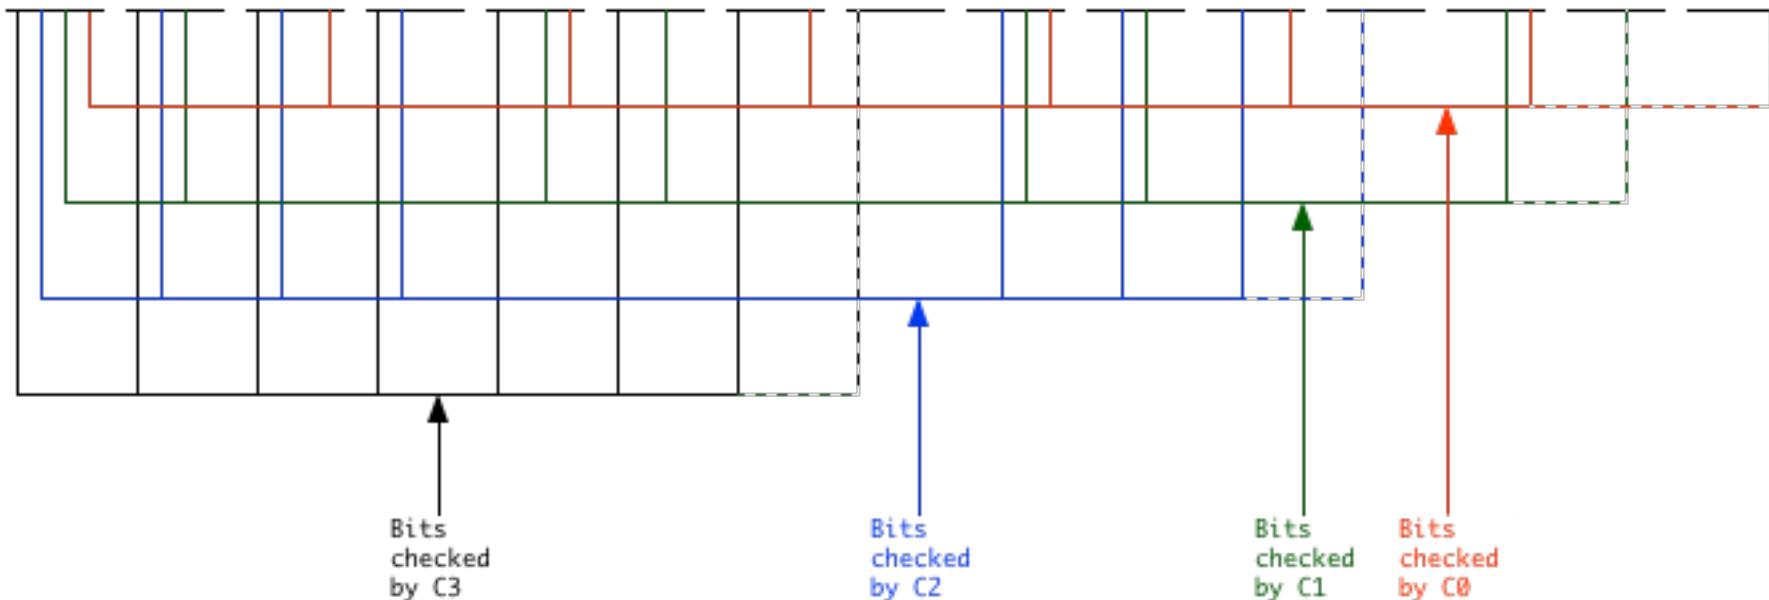 Bits
checked
by C3
Bits
checked
by C2
Bits
checked
by C1
Bits
checked
by C0